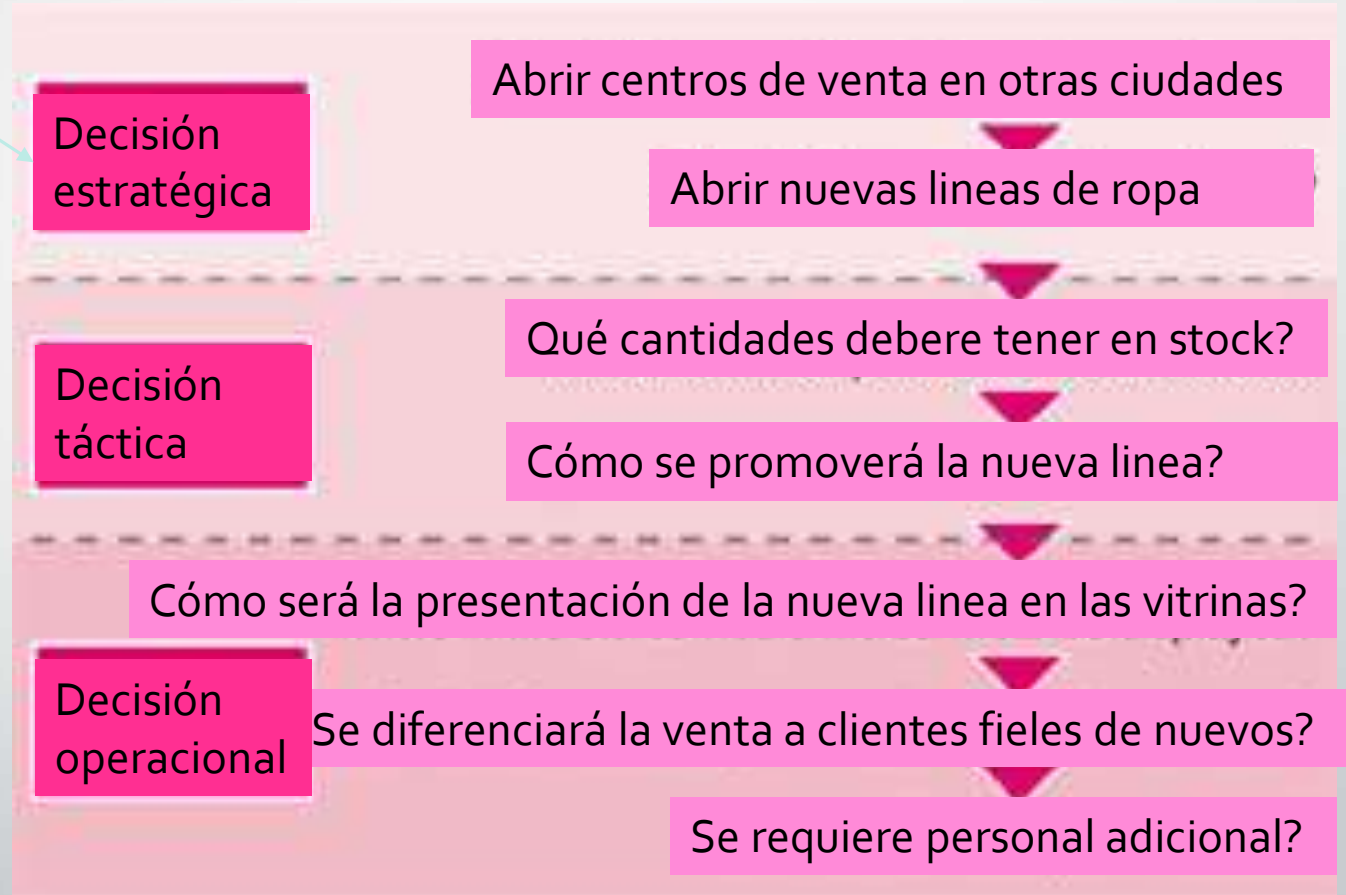 Abrir centros de venta en otras ciudades
Decisión
estratégica
Abrir nuevas lineas de ropa
Qué cantidades debere tener en stock?
Decisión
táctica
Cómo se promoverá la nueva linea?
Cómo será la presentación de la nueva linea en las vitrinas?
Decisión
operacional
Se diferenciará la venta a clientes fieles de nuevos?
Se requiere personal adicional?